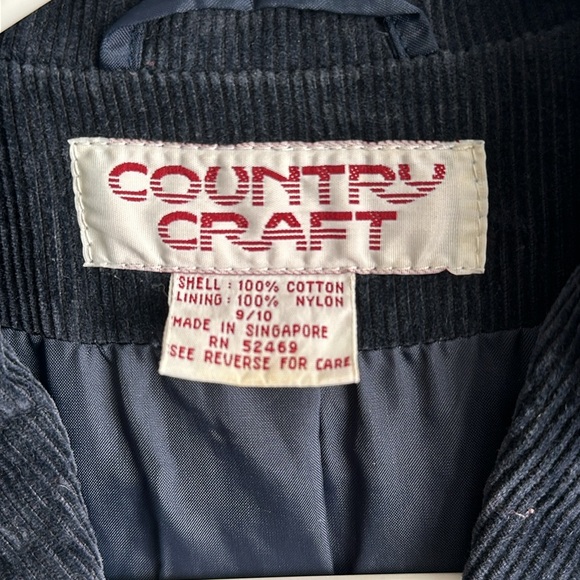 COUNTRY
CRAFT
SHELL : 100% COTTON
LINING : 100% NYLON
9/10
MADE IN SINGAPORE
RN 52469
SEE REVERSE FOR CARE